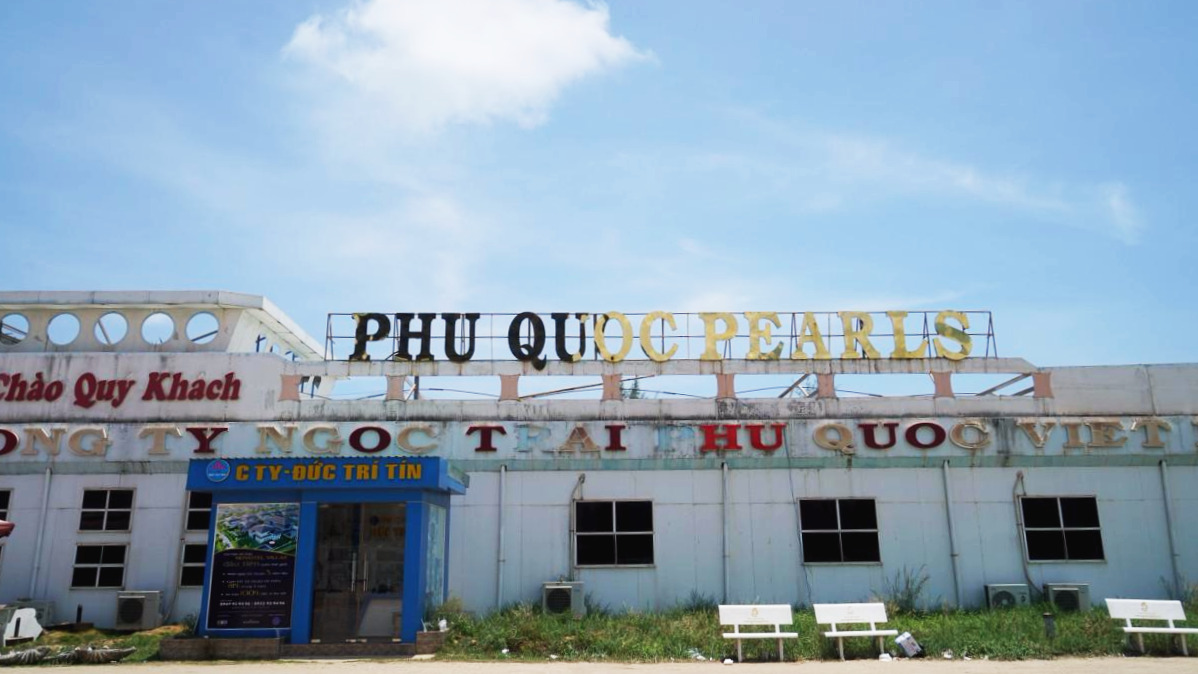 PHU QUOC PEARLS
Chào Quy Khach
ONG TY NGOC TRAI PHU QUOC VIET
C TY-ĐỨC TRÍ TÍN